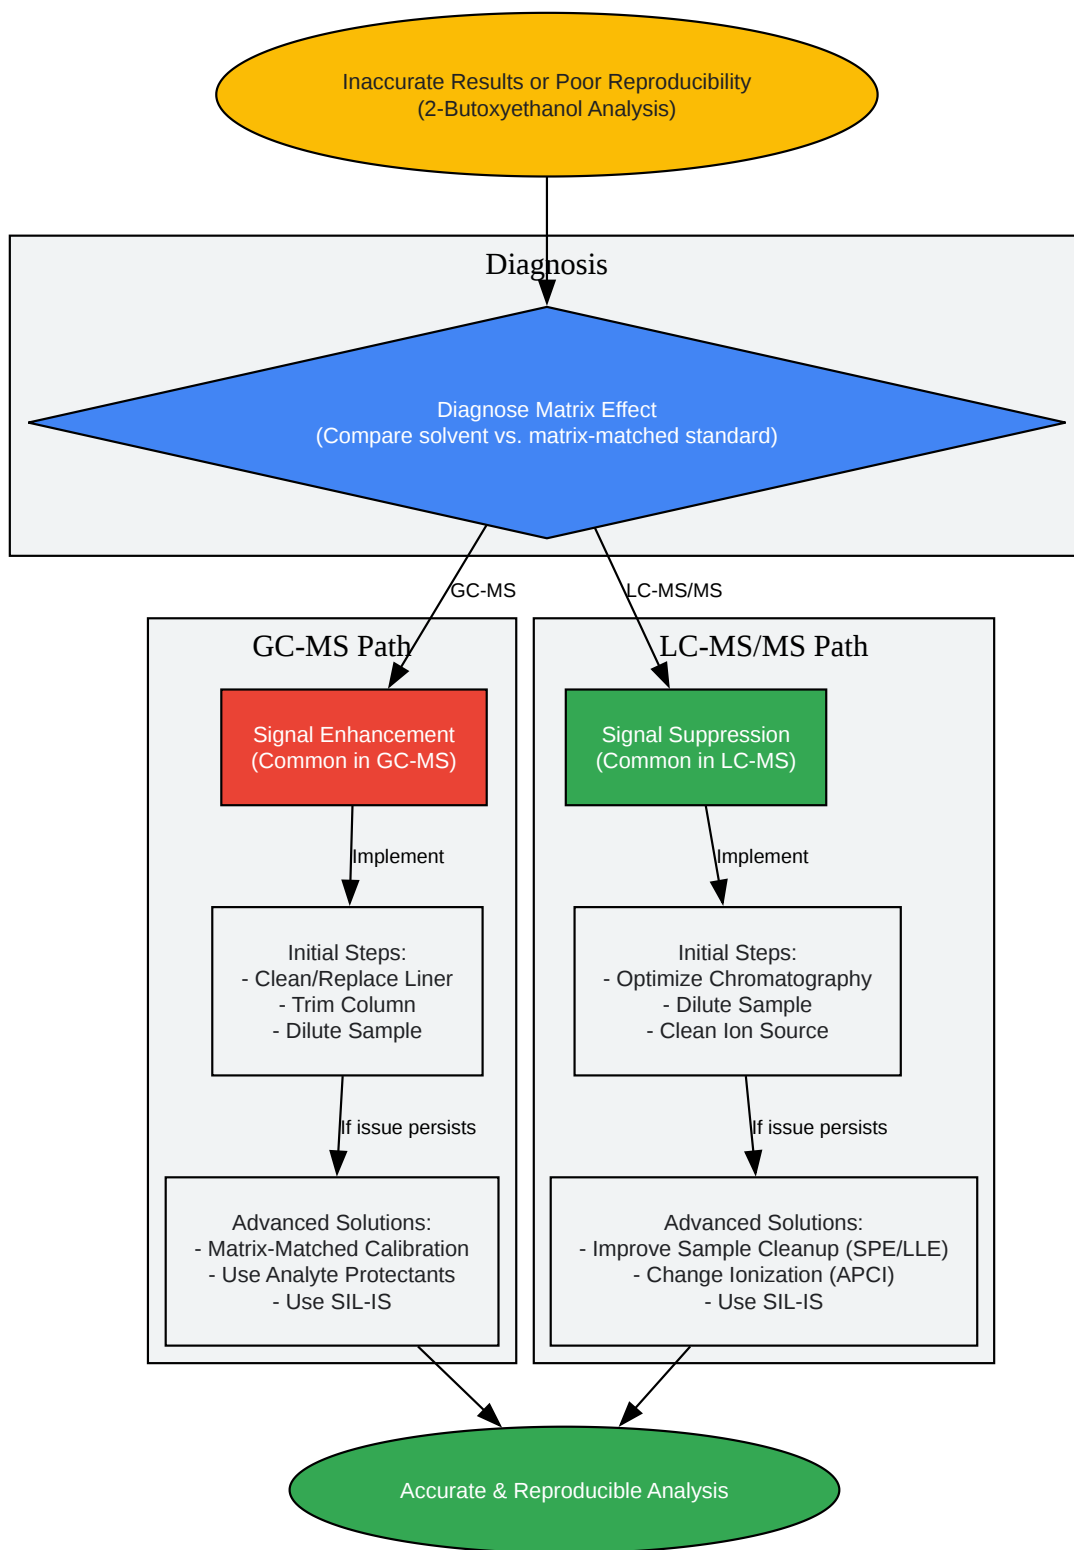 Inaccurate Results or Poor Reproducibility
(2-Butoxyethanol Analysis)
Diagnosis
Diagnose Matrix Effect
(Compare solvent vs. matrix-matched standard)
GC-MS
LC-MS/MS
GC-MS Path
Signal Enhancement
(Common in GC-MS)
Implement
Initial Steps:
- Clean/Replace Liner
- Trim Column
- Dilute Sample
If issue persists
Advanced Solutions:
- Matrix-Matched Calibration
- Use Analyte Protectants
- Use SIL-IS
LC-MS/MS Path
Signal Suppression
(Common in LC-MS)
Implement
Initial Steps:
- Optimize Chromatography
- Dilute Sample
- Clean Ion Source
If issue persists
Advanced Solutions:
- Improve Sample Cleanup (SPE/LLE)
- Change Ionization (APCI)
- Use SIL-IS
Accurate & Reproducible Analysis